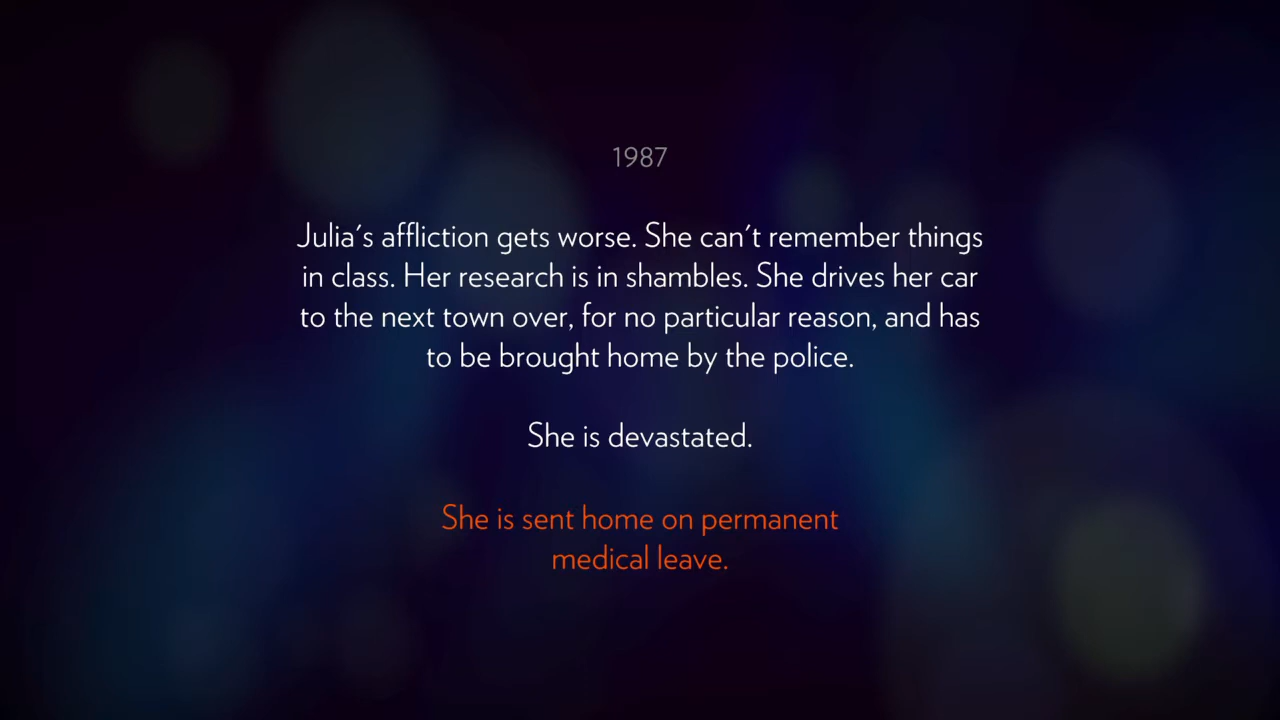 1987
Julia's affliction gets worse. She can't remember things
in class. Her research is in shambles. She drives her car
to the next town over, for no particular reason, and has
to be brought home by the police.
She is devastated.
She is sent home on permanent
medical leave.